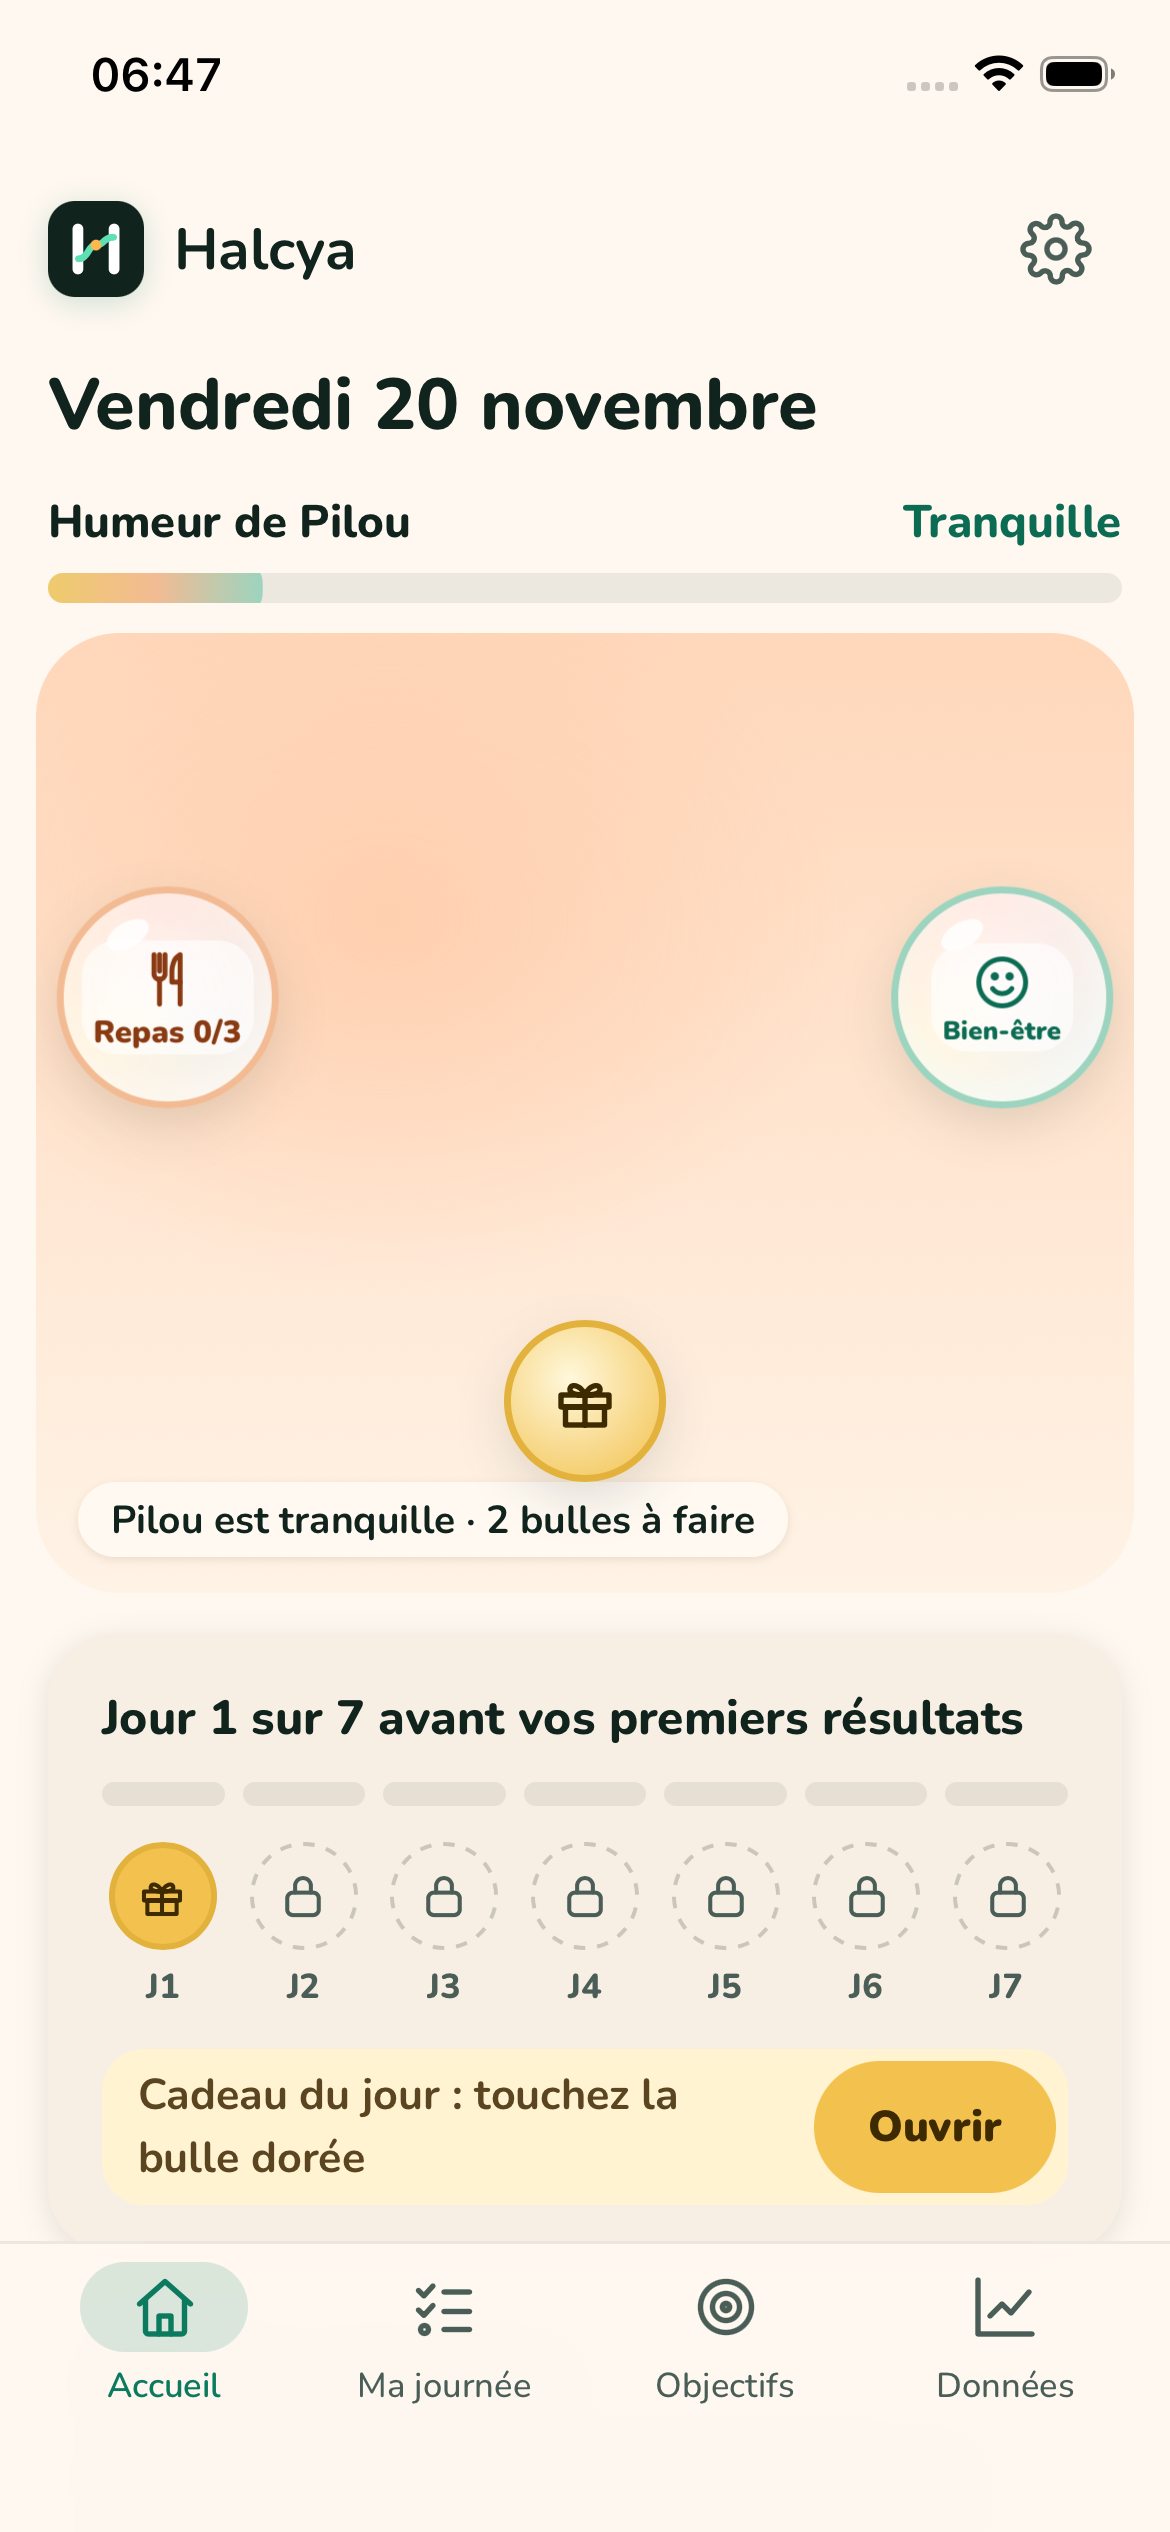 06:47
Halcya
Vendredi 20 novembre
Humeur de Pilou
Tranquille
Repas 0/3
Bien-être
Pilou est tranquille · 2 bulles à faire
Jour 1 sur 7 avant vos premiers résultats
J1
J2
J3
J4
J5
J6
J7
Cadeau du jour : touchez la
bulle dorée
Ouvrir
Accueil
Ma journée
Objectifs
Données